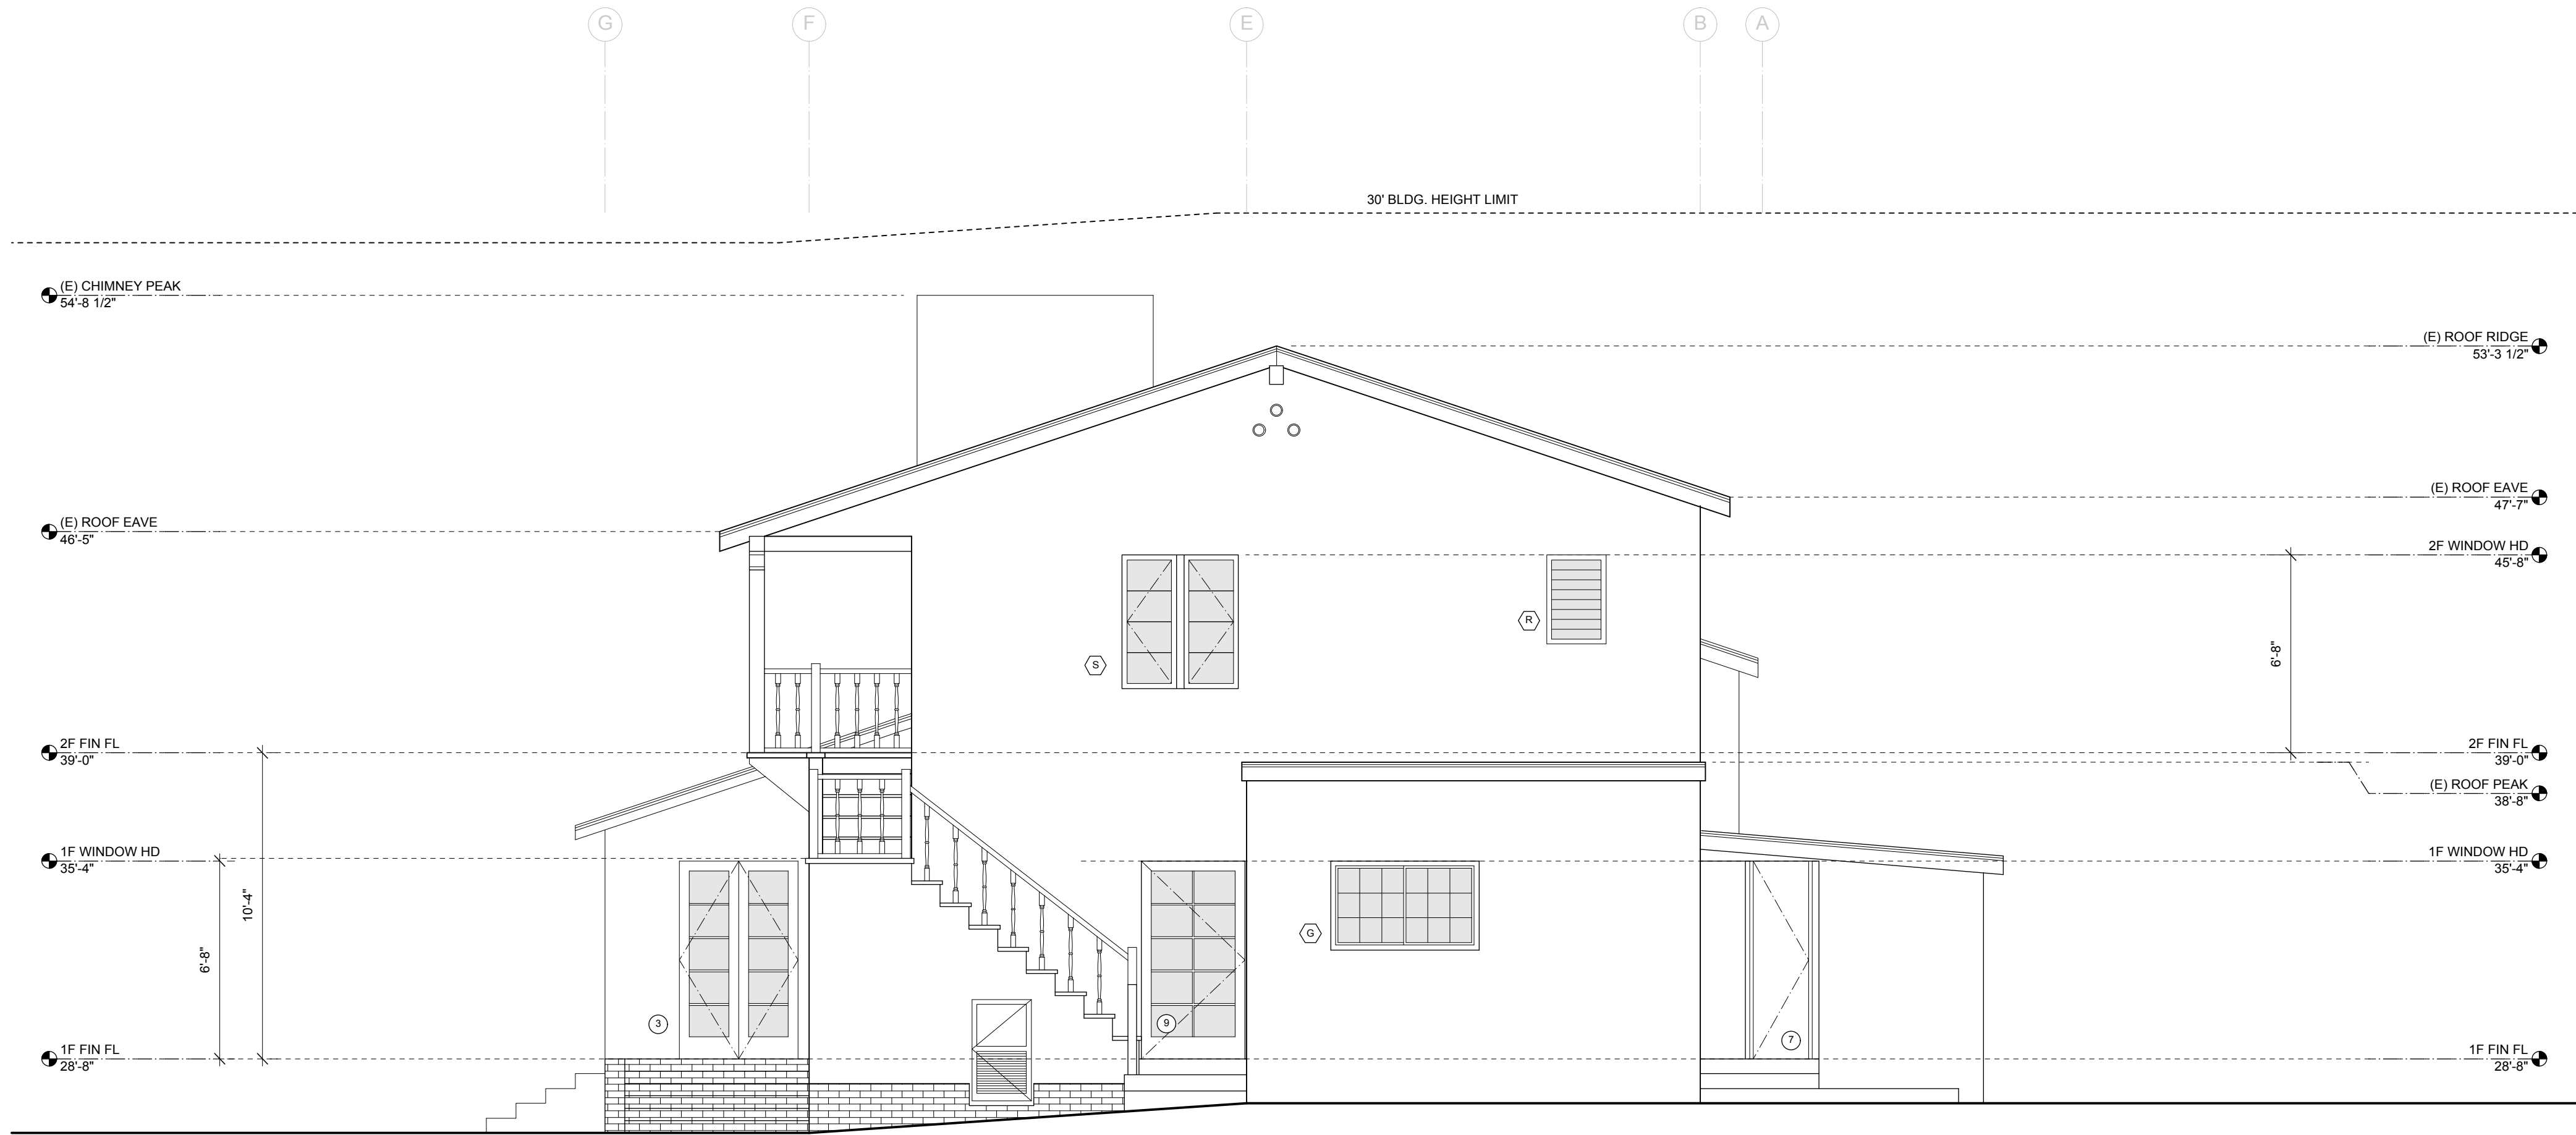 G
F
E
B
A
30' BLDG. HEIGHT LIMIT
(E) CHIMNEY PEAK
54'-8 1/2"
(E) ROOF RIDGE
53'-3 1/2"
(E) ROOF EAVE
47'-7"
(E) ROOF EAVE
46'-5"
2F WINDOW HD
45'-8"
R
S
6'-8"
2F FIN FL
39'-0"
2F FIN FL
39'-0"
(E) ROOF PEAK
38'-8"
1F WINDOW HD
35'-4"
1F WINDOW HD
35'-4"
10'-4"
6'-8"
G
3
9
7
1F FIN FL
28'-8"
1F FIN FL
28'-8"